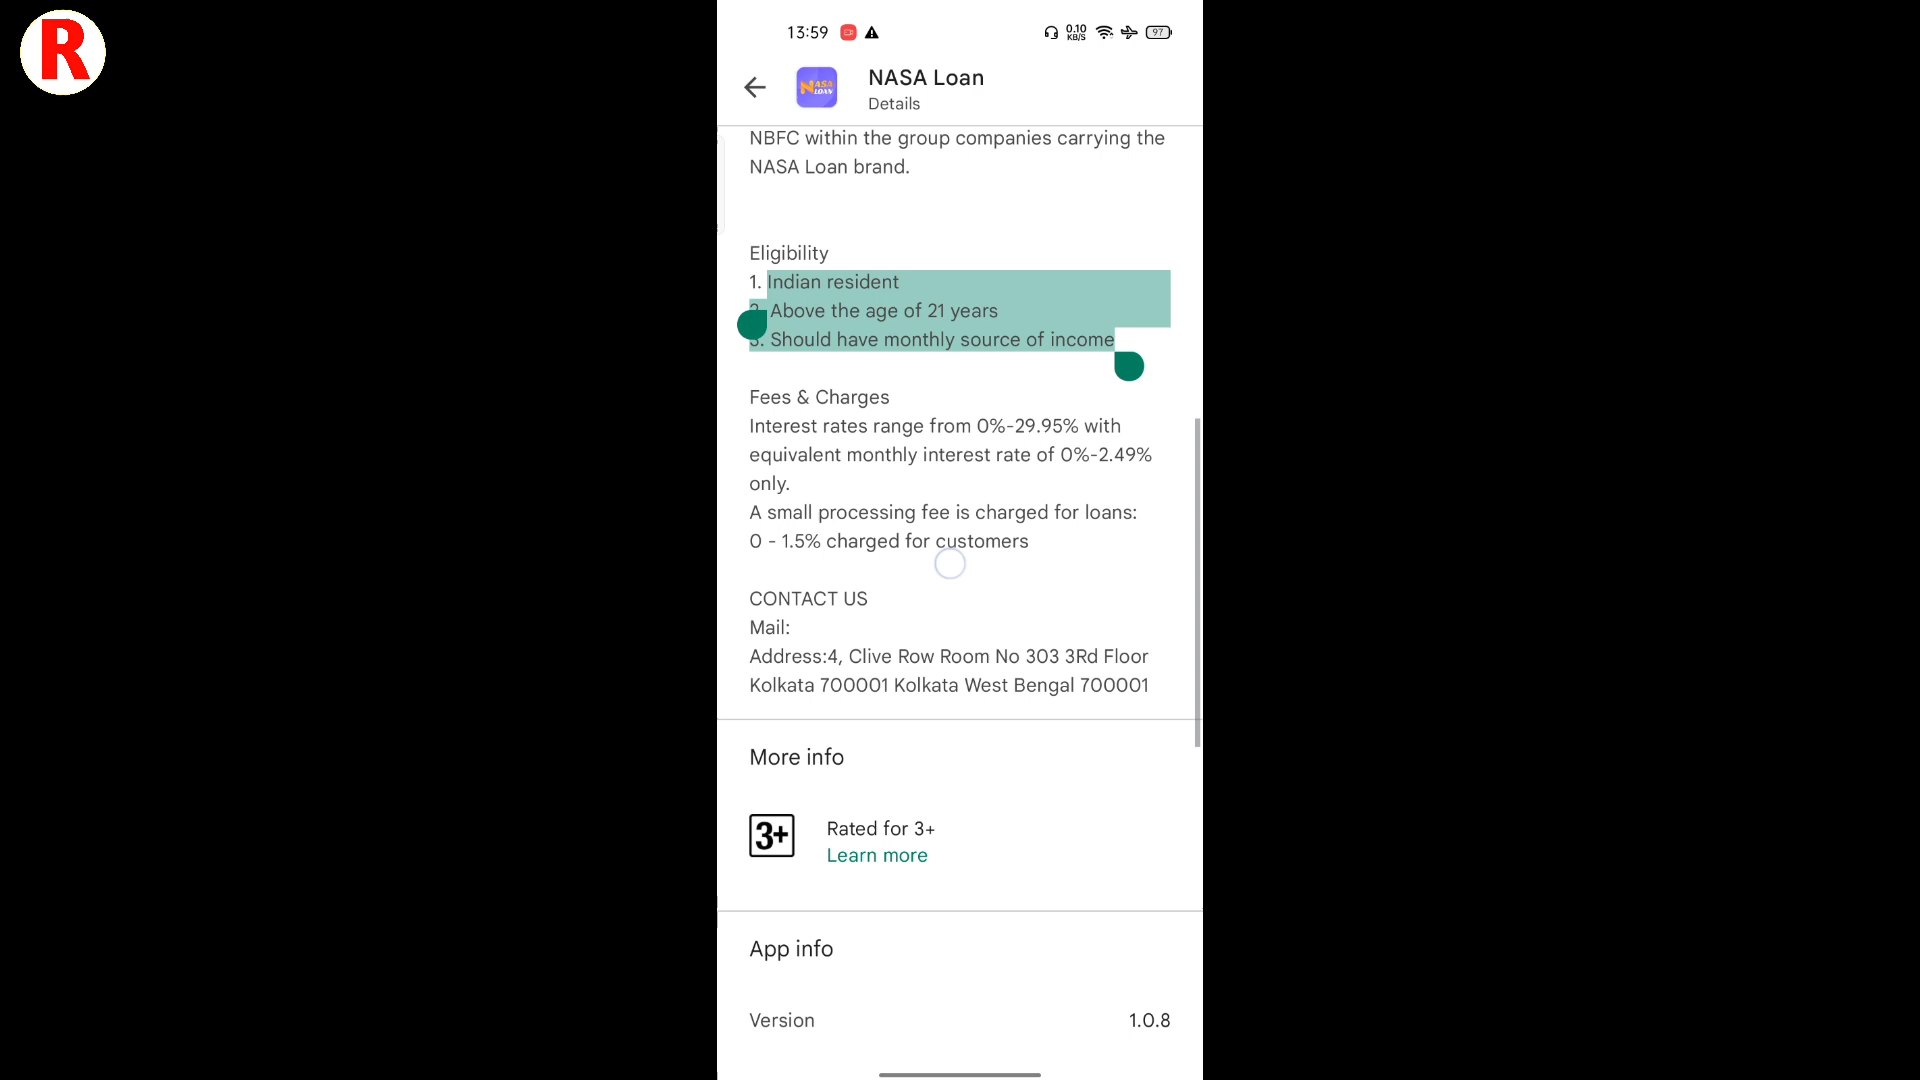 R
13:59
0.10
KB/S
97
NASA
LOAN
NASA Loan
Details
NBFC within the group companies carrying the
NASA Loan brand.
Eligibility
1. Indian resident
2. Above the age of 21 years
3. Should have monthly source of income
Fees & Charges
Interest rates range from 0%-29.95% with
equivalent monthly interest rate of 0%-2.49%
only.
A small processing fee is charged for loans:
0 - 1.5% charged for customers
CONTACT US
Mail:
Address:4, Clive Row Room No 303 3Rd Floor
Kolkata 700001 Kolkata West Bengal 700001
More info
3+
Rated for 3+
Learn more
App info
Version 1.0.8